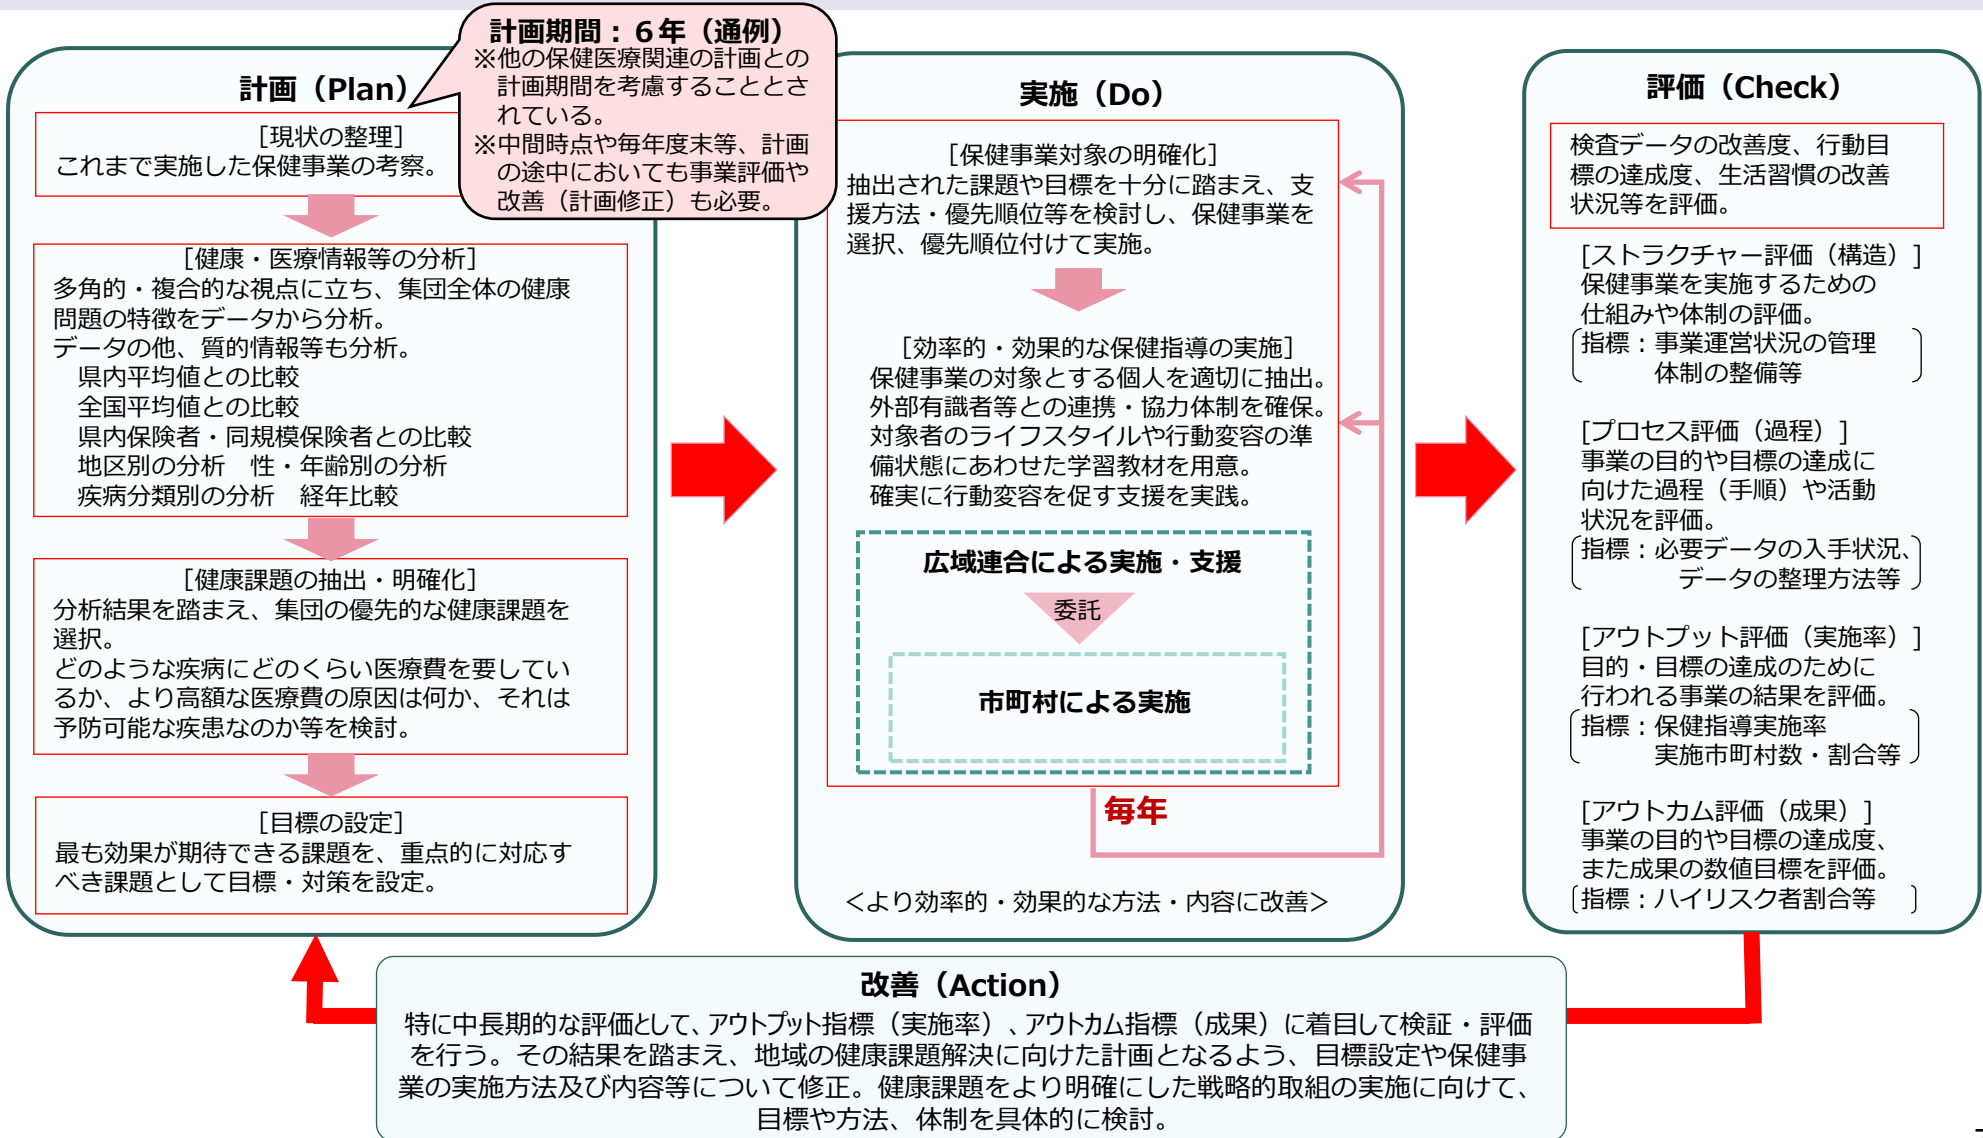 計画期間：６年（通例）
※他の保健医療関連の計画との
計画期間を考慮することとさ
れている。
※中間時点や毎年度末等、計画
の途中においても事業評価や
改善（計画修正）も必要。
計画（Plan）
［現状の整理］
これまで実施した保健事業の考察。
［健康・医療情報等の分析］
多角的・複合的な視点に立ち、集団全体の健康
問題の特徴をデータから分析。
データの他、質的情報等も分析。
県内平均値との比較
全国平均値との比較
県内保険者・同規模保険者との比較
地区別の分析　性・年齢別の分析
疾病分類別の分析　経年比較
［健康課題の抽出・明確化］
分析結果を踏まえ、集団の優先的な健康課題を
選択。
どのような疾病にどのくらい医療費を要してい
るか、より高額な医療費の原因は何か、それは
予防可能な疾患なのか等を検討。
［目標の設定］
最も効果が期待できる課題を、重点的に対応す
べき課題として目標・対策を設定。
実施（Do）
［保健事業対象の明確化］
抽出された課題や目標を十分に踏まえ、支
援方法・優先順位等を検討し、保健事業を
選択、優先順位付けて実施。
［効率的・効果的な保健指導の実施］
保健事業の対象とする個人を適切に抽出。
外部有識者等との連携・協力体制を確保。
対象者のライフスタイルや行動変容の準
備状態にあわせた学習教材を用意。
確実に行動変容を促す支援を実践。
広域連合による実施・支援
委託
市町村による実施
毎年
＜より効率的・効果的な方法・内容に改善＞
評価（Check）
検査データの改善度、行動目
標の達成度、生活習慣の改善
状況等を評価。
［ストラクチャー評価（構造）］
保健事業を実施するための
仕組みや体制の評価。
指標：事業運営状況の管理
体制の整備等
［プロセス評価（過程）］
事業の目的や目標の達成に
向けた過程（手順）や活動
状況を評価。
指標：必要データの入手状況、
データの整理方法等
［アウトプット評価（実施率）］
目的・目標の達成のために
行われる事業の結果を評価。
指標：保健指導実施率
実施市町村数・割合等
［アウトカム評価（成果）］
事業の目的や目標の達成度、
また成果の数値目標を評価。
指標：ハイリスク者割合等
改善（Action）
特に中長期的な評価として、アウトプット指標（実施率）、アウトカム指標（成果）に着目して検証・評価
を行う。その結果を踏まえ、地域の健康課題解決に向けた計画となるよう、目標設定や保健事
業の実施方法及び内容等について修正。健康課題をより明確にした戦略的取組の実施に向けて、
目標や方法、体制を具体的に検討。